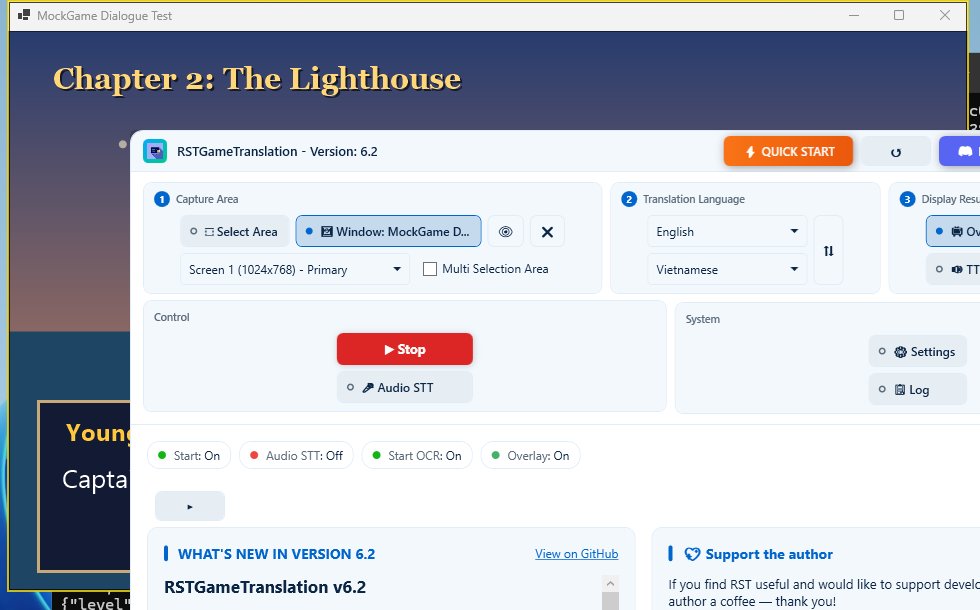 MockGame Dialogue Test
Chapter 2: The Lighthouse
RSTGameTranslation - Version: 6.2
QUICK START
1 Capture Area
Select Area
Window: MockGame D...
Screen 1 (1024x768) - Primary
Multi Selection Area
2 Translation Language
English
Vietnamese
3 Display Resu
Ov
TT
Control
Stop
Audio STT
System
Settings
Log
Start: On
Audio STT: Off
Start OCR: On
Overlay: On
Young
Captai
WHAT'S NEW IN VERSION 6.2
View on GitHub
RSTGameTranslation v6.2
Support the author
If you find RST useful and would like to support develo
author a coffee — thank you!
{"level"